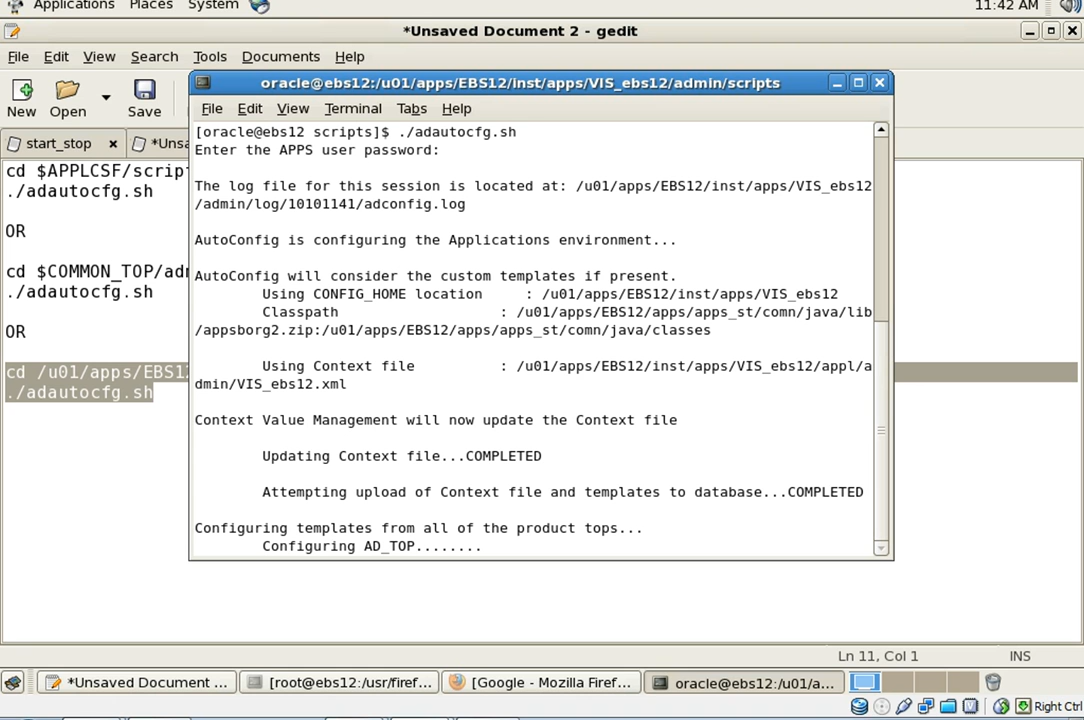 Applications Places System
11:42 AM
*Unsaved Document 2 - gedit
File Edit View Search Tools Documents Help
New Open Save
start_stop
*Unsa
cd $APPLCSF/script
./adautocfg.sh
OR
cd $COMMON_TOP/adm
./adautocfg.sh
OR
cd /u01/apps/EBS12
./adautocfg.sh
oracle@ebs12:/u01/apps/EBS12/inst/apps/VIS_ebs12/admin/scripts
File Edit View Terminal Tabs Help
[oracle@ebs12 scripts]$ ./adautocfg.sh
Enter the APPS user password:
The log file for this session is located at: /u01/apps/EBS12/inst/apps/VIS_ebs12
/admin/log/10101141/adconfig.log
AutoConfig is configuring the Applications environment...
AutoConfig will consider the custom templates if present.
Using CONFIG_HOME location : /u01/apps/EBS12/inst/apps/VIS_ebs12
Classpath : /u01/apps/EBS12/apps/apps_st/comn/java/lib
/appsborg2.zip:/u01/apps/EBS12/apps/apps_st/comn/java/classes
Using Context file : /u01/apps/EBS12/inst/apps/VIS_ebs12/appl/a
dmin/VIS_ebs12.xml
Context Value Management will now update the Context file
Updating Context file...COMPLETED
Attempting upload of Context file and templates to database...COMPLETED
Configuring templates from all of the product tops...
Configuring AD_TOP........
Ln 11, Col 1 INS
*Unsaved Document ...
[root@ebs12:/usr/firef...
[Google - Mozilla Firef...
oracle@ebs12:/u01/a...
Right Ctrl